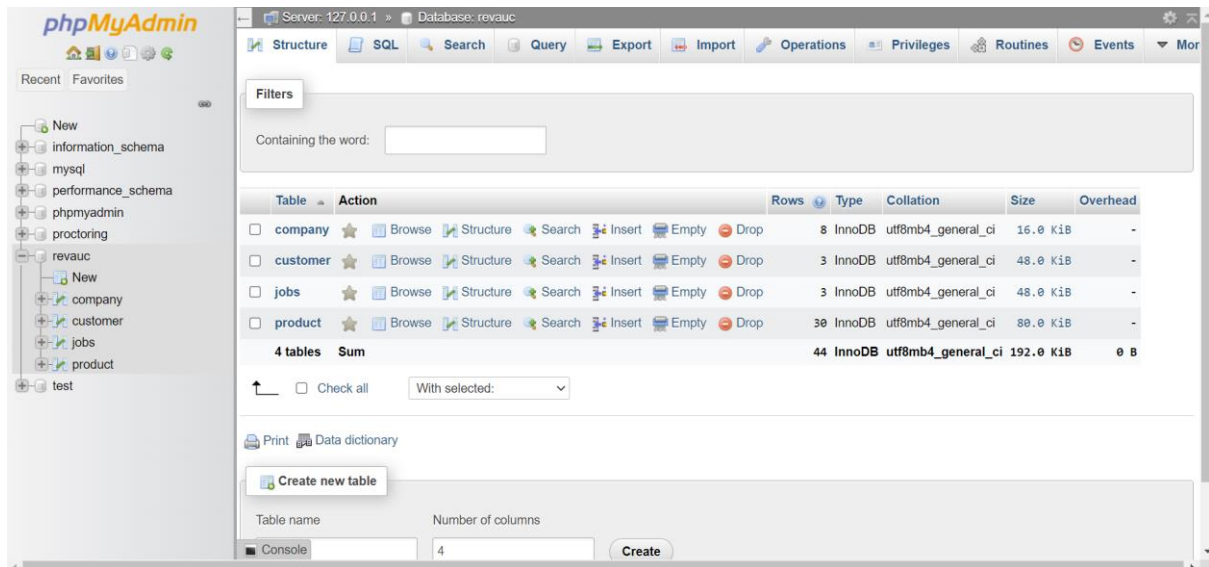 phpMyAdmin
Recent Favorites
New
information_schema
mysql
performance_schema
phpmyadmin
proctoring
revauc
New
company
customer
jobs
product
test
Server: 127.0.0.1 » Database: revauc
Structure SQL Search Query Export Import Operations Privileges Routines Events Mor
Filters
Containing the word:
Table Action Rows Type Collation Size Overhead
company Browse Structure Search Insert Empty Drop 8 InnoDB utf8mb4_general_ci 16.0 KiB -
customer Browse Structure Search Insert Empty Drop 3 InnoDB utf8mb4_general_ci 48.0 KiB -
jobs Browse Structure Search Insert Empty Drop 3 InnoDB utf8mb4_general_ci 48.0 KiB -
product Browse Structure Search Insert Empty Drop 30 InnoDB utf8mb4_general_ci 80.0 KiB -
4 tables Sum 44 InnoDB utf8mb4_general_ci 192.0 KiB 0 B
Check all With selected:
Print Data dictionary
Create new table
Table name Number of columns
Console 4 Create